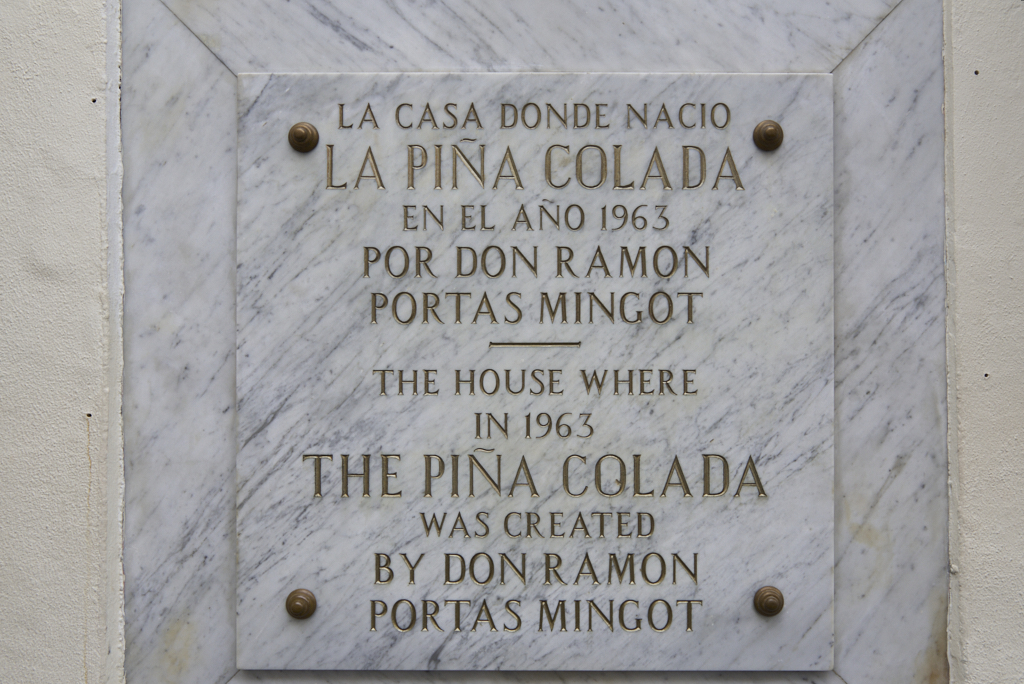 LA CASA DONDE NACIO
LA PIÑA COLADA
EN EL AÑO 1963
POR DON RAMON
PORTAS MINGOT
THE HOUSE WHERE
IN 1963
THE PIÑA COLADA
WAS CREATED
BY DON RAMON
PORTAS MINGOT